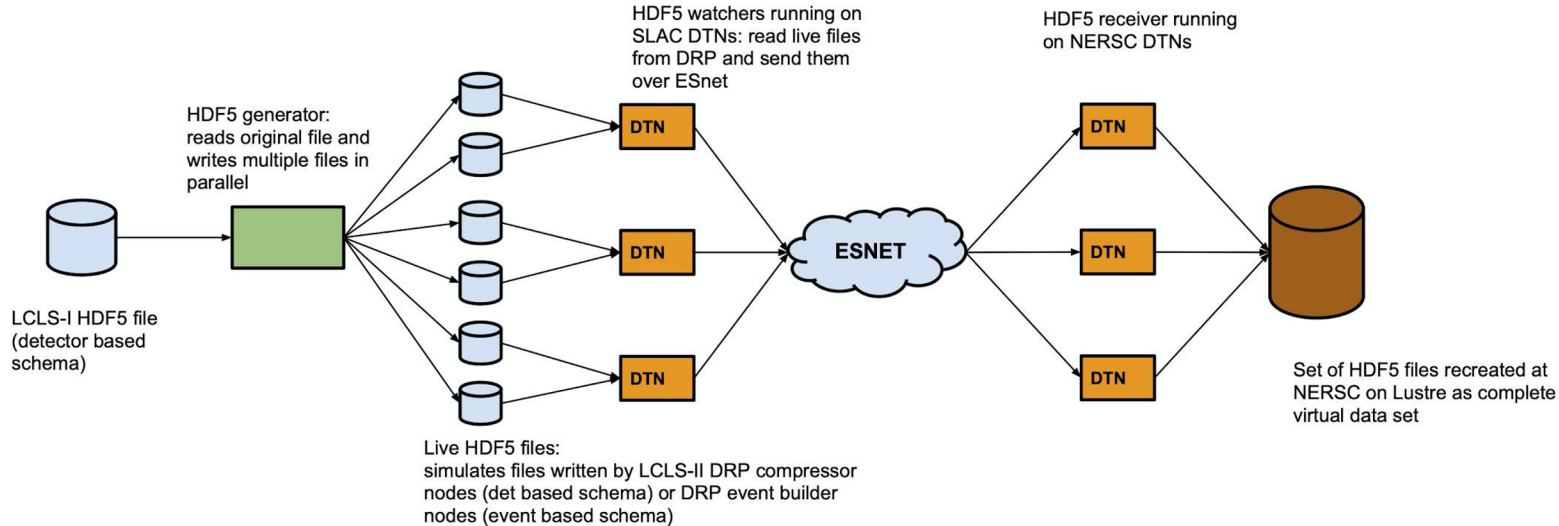 HDF5 watchers running on
SLAC DTNs: read live files
from DRP and send them
over ESnet
HDF5 receiver running
on NERSC DTNs
HDF5 generator:
reads original file and
writes multiple files in
parallel
DTN
DTN
DTN
ESNET
DTN
DTN
DTN
LCLS-I HDF5 file
(detector based
schema)
Set of HDF5 files recreated at
NERSC on Lustre as complete
virtual data set
Live HDF5 files:
simulates files written by LCLS-II DRP compressor
nodes (det based schema) or DRP event builder
nodes (event based schema)